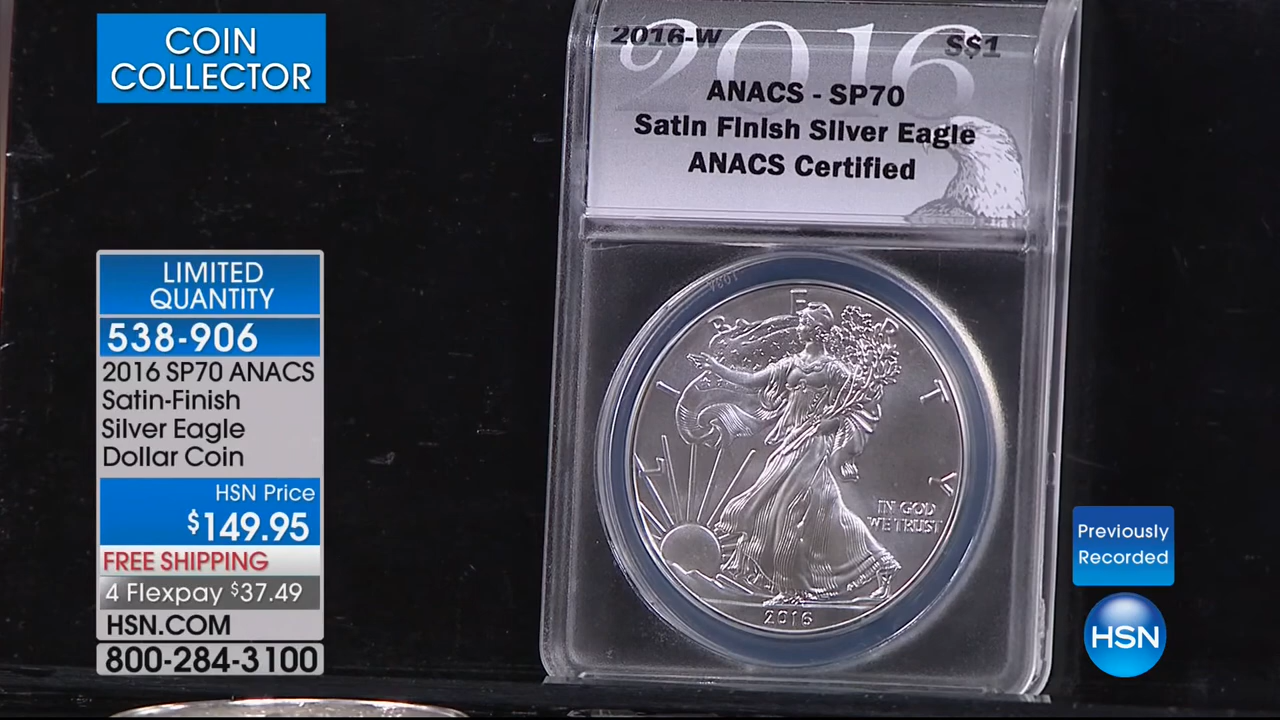 COIN
COLLECTOR
LIMITED
QUANTITY
538-906
2016 SP70 ANACS
Satin-Finish
Silver Eagle
Dollar Coin
HSN Price
$149.95
FREE SHIPPING
4 Flexpay $37.49
HSN.COM
800-284-3100
2016
2016-W S$1
ANACS - SP70
Satin Finish Silver Eagle
ANACS Certified
LIBERTY
IN GOD
WE TRUST
2016
Previously
Recorded
HSN